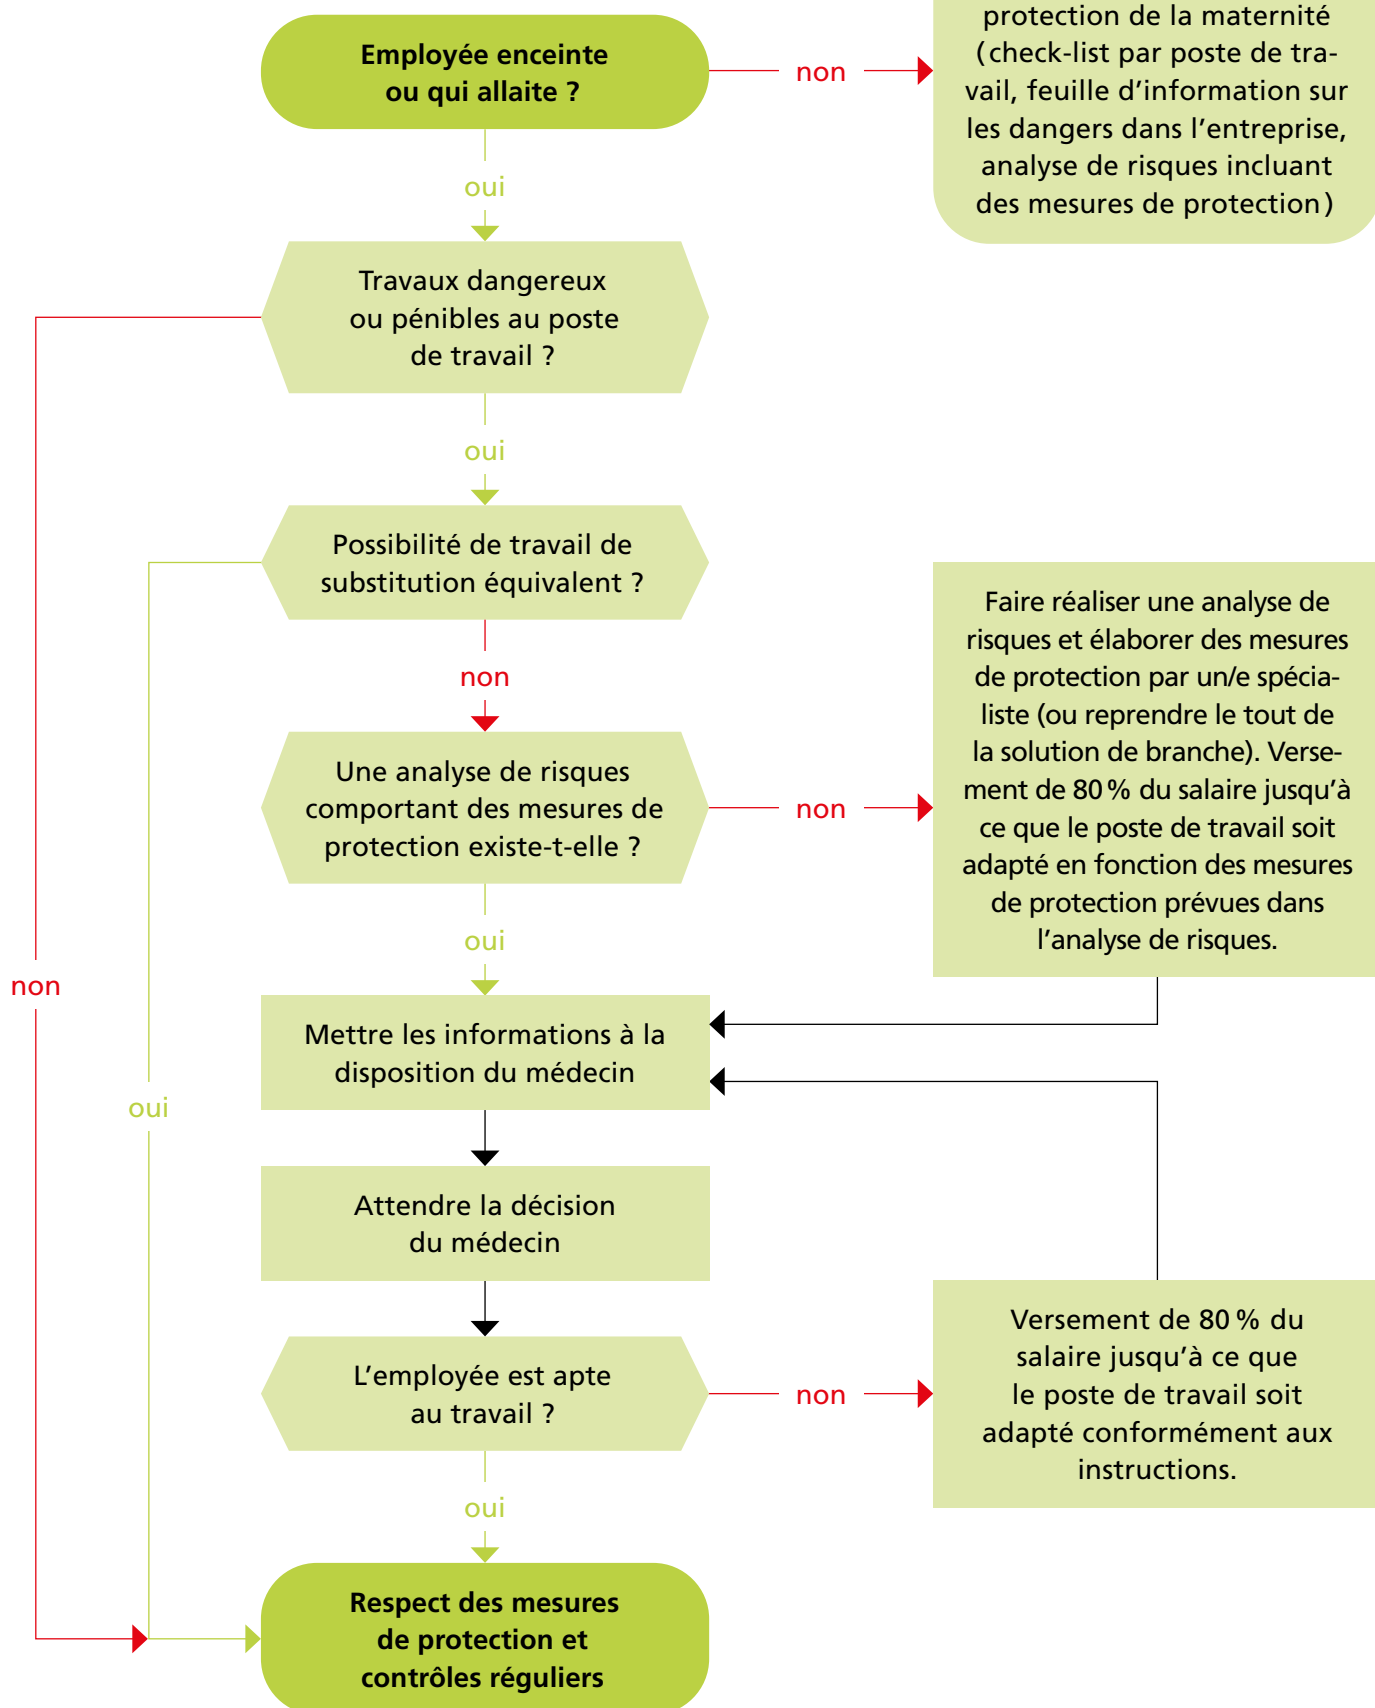 Employée enceinte
ou qui allaite ?
non
protection de la maternité
(check-list par poste de tra-
vail, feuille d’information sur
les dangers dans l’entreprise,
analyse de risques incluant
des mesures de protection)
oui
Travaux dangereux
ou pénibles au poste
de travail ?
oui
Possibilité de travail de
substitution équivalent ?
non
Une analyse de risques
comportant des mesures de
protection existe-t-elle ?
non
Faire réaliser une analyse de
risques et élaborer des mesures
de protection par un/e spécia-
liste (ou reprendre le tout de
la solution de branche). Verse-
ment de 80 % du salaire jusqu’à
ce que le poste de travail soit
adapté en fonction des mesures
de protection prévues dans
l’analyse de risques.
oui
non
Mettre les informations à la
disposition du médecin
oui
Attendre la décision
du médecin
L’employée est apte
au travail ?
non
Versement de 80 % du
salaire jusqu’à ce que
le poste de travail soit
adapté conformément aux
instructions.
oui
Respect des mesures
de protection et
contrôles réguliers